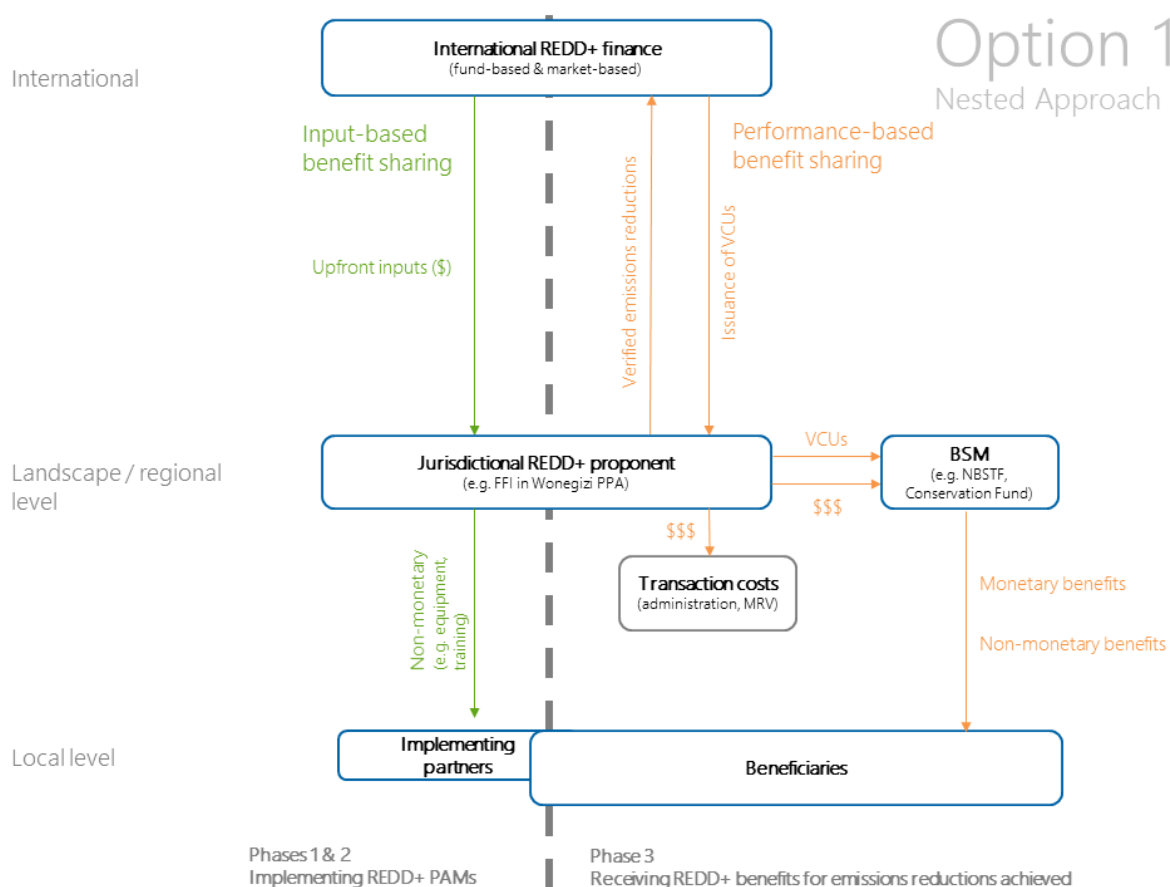 Option 1
Nested Approach
International
International REDD+ finance
(fund-based & market-based)
Input-based
benefit sharing
Performance-based
benefit sharing
Upfront inputs ($)
Verified emissions reductions
Issuance of VCUs
Landscape / regional
level
Jurisdictional REDD+ proponent
(e.g. FFI in Wonegizi PPA)
VCUs
$$$
BSM
(e.g. NBSTF,
Conservation Fund)
$$$
Transaction costs
(administration, MRV)
Non-monetary
(e.g. equipment,
training)
Monetary benefits
Non-monetary benefits
Local level
Implementing
partners
Beneficiaries
Phases 1 & 2
Implementing REDD+ PAMs
Phase 3
Receiving REDD+ benefits for emissions reductions achieved